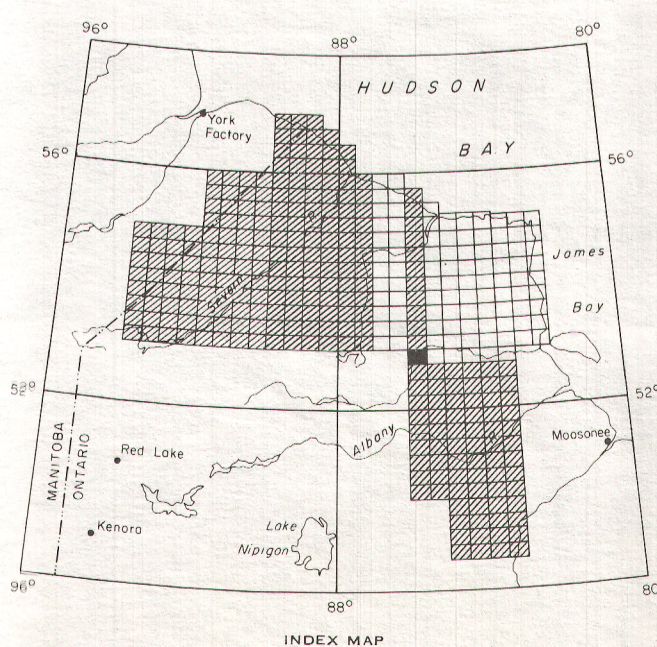 96°
88°
80°
HUDSON
BAY
York
Factory
56°
56°
James
Bay
Severn
R.
52°
52°
Albany
R.
Moosonee
MANITOBA
ONTARIO
Red Lake
Kenora
Lake
Nipigon
96°
88°
80
INDEX MAP